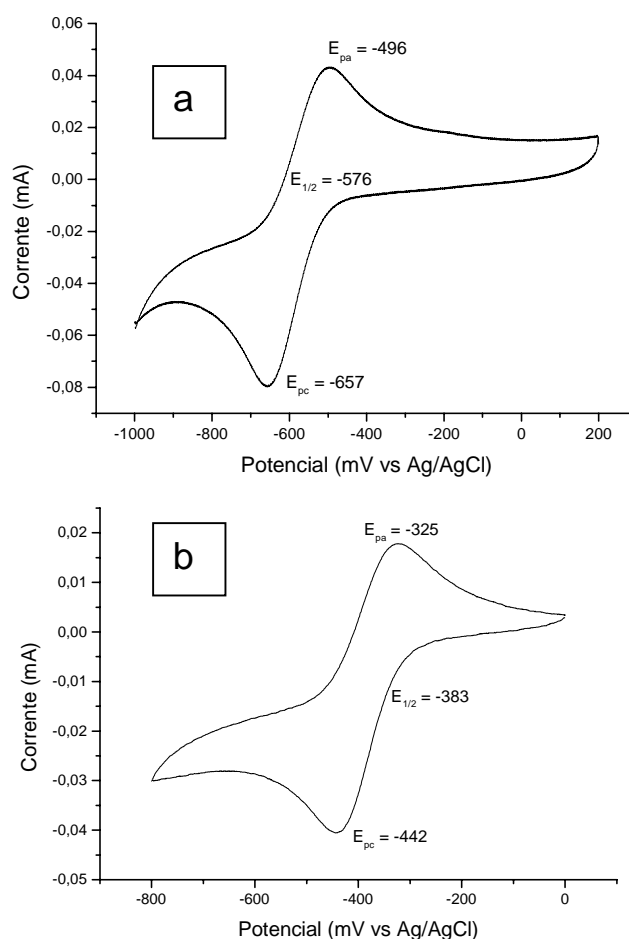 0,06
0,04
0,02
0,00
-0,02
-0,04
-0,06
-0,08
Corrente (mA)
a
E_pa = -496
E_1/2 = -576
E_pc = -657
-1000 -800 -600 -400 -200 0 200
Potencial (mV vs Ag/AgCl)
0,02
0,01
0,00
-0,01
-0,02
-0,03
-0,04
-0,05
Corrente (mA)
b
E_pa = -325
E_1/2 = -383
E_pc = -442
-800 -600 -400 -200 0
Potencial (mV vs Ag/AgCl)